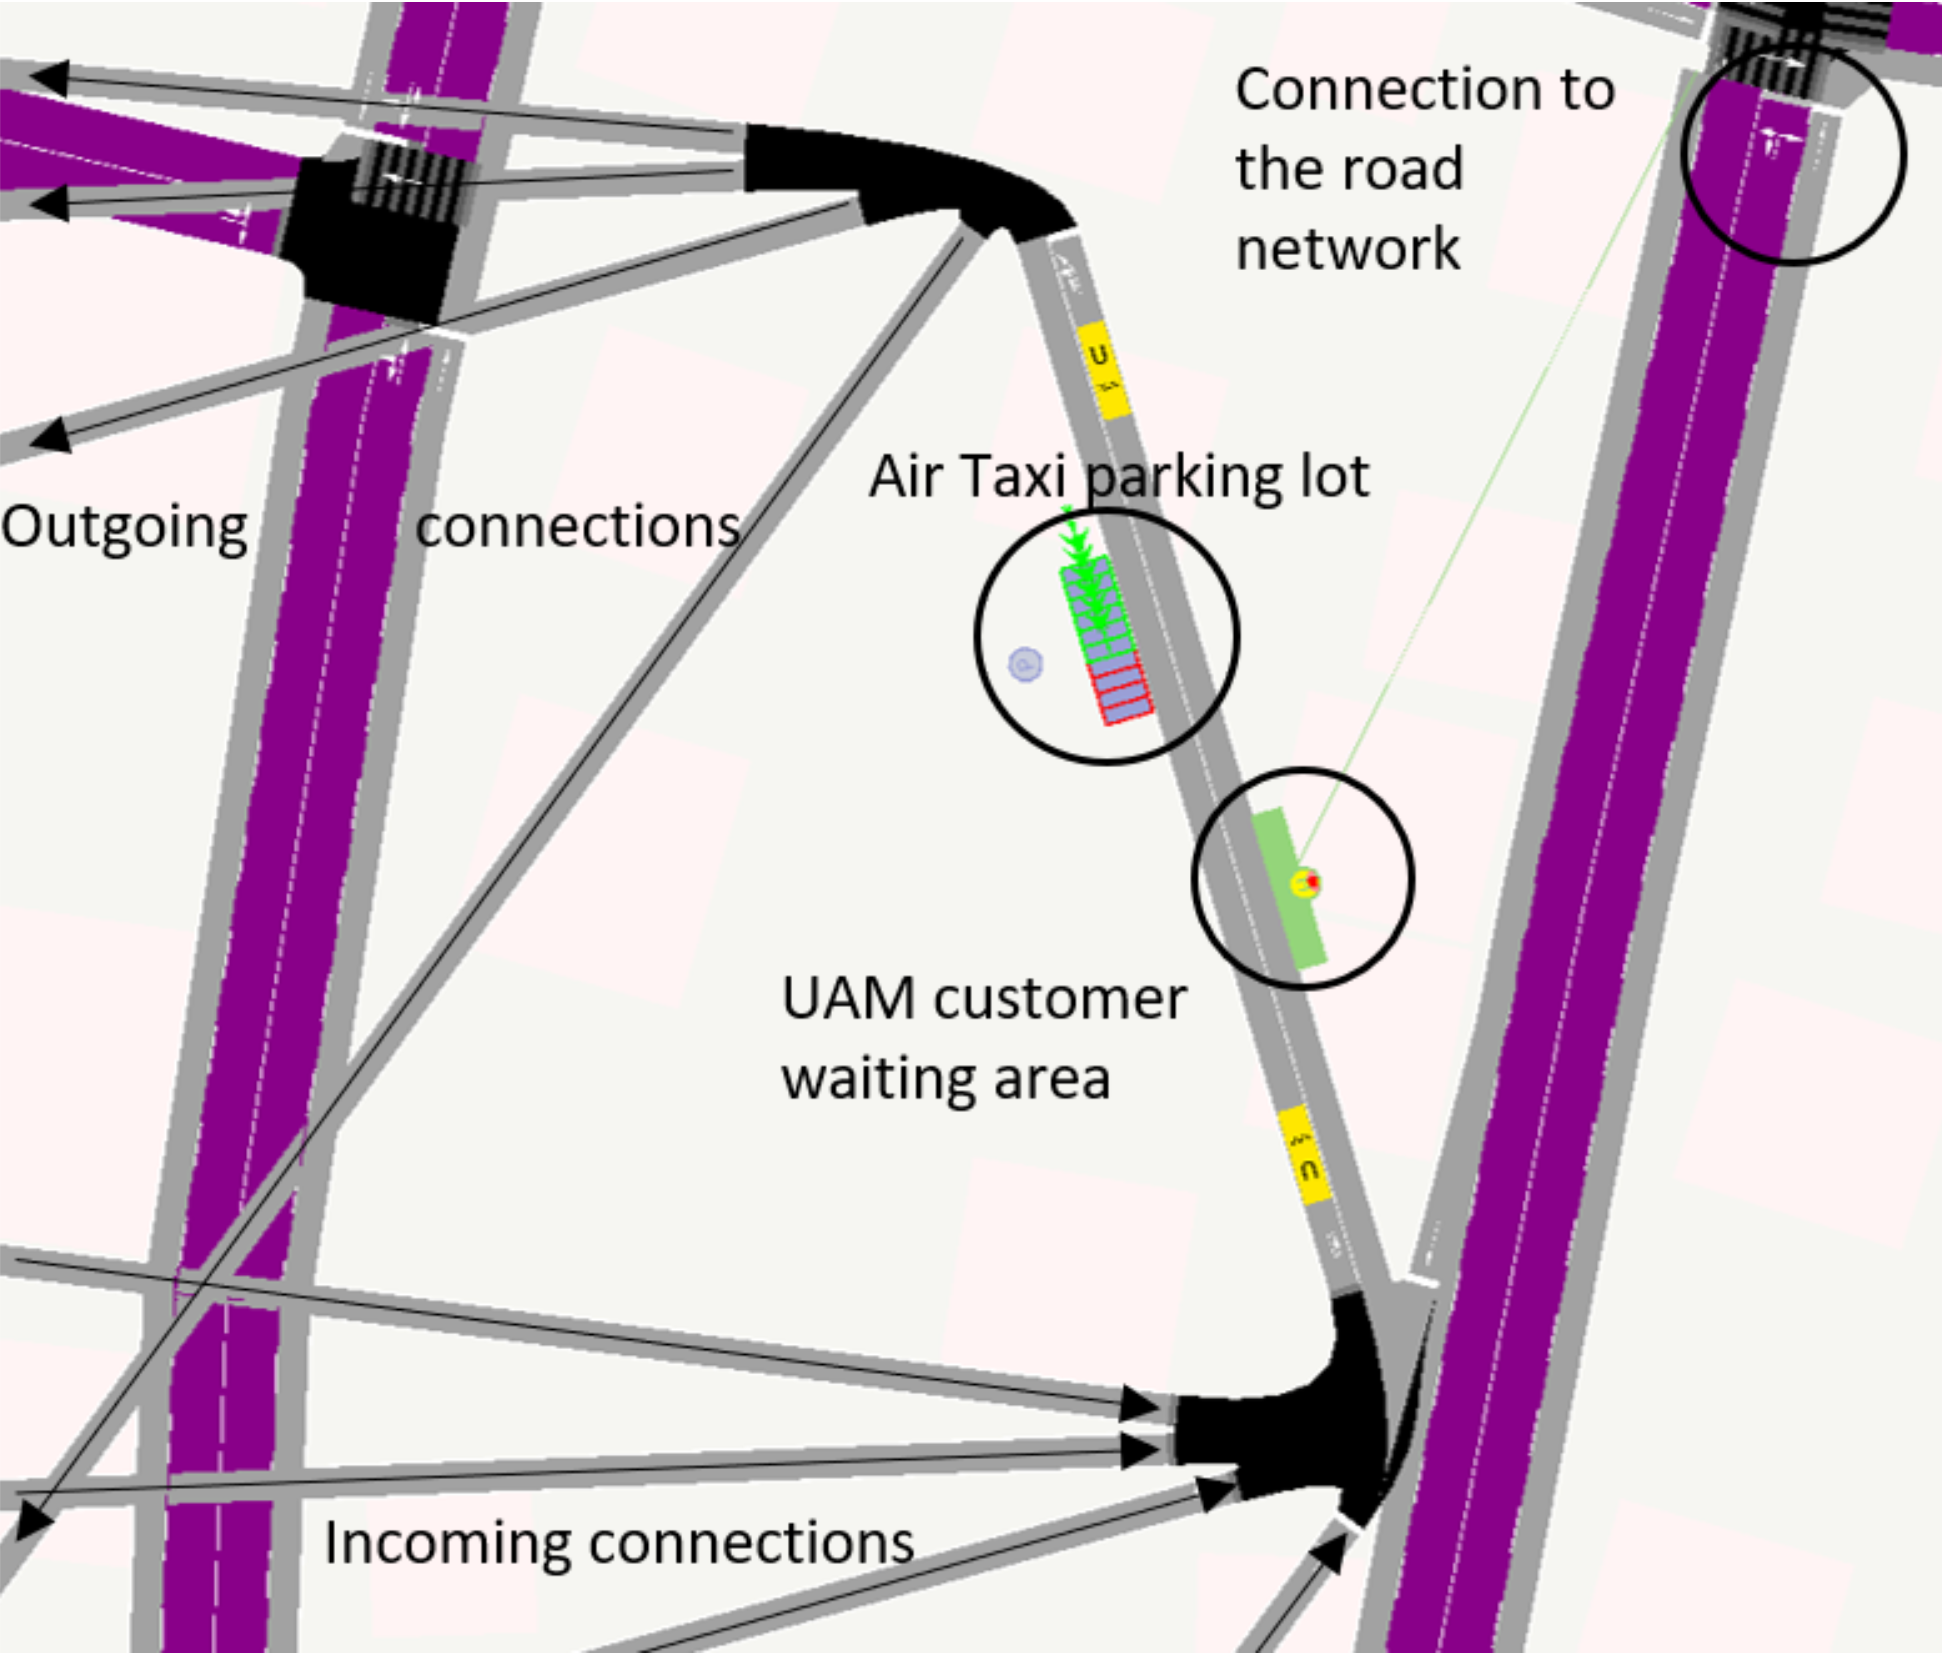 Connection to
the road
network
Air Taxi parking lot
Outgoing connections
UAM customer
waiting area
Incoming connections